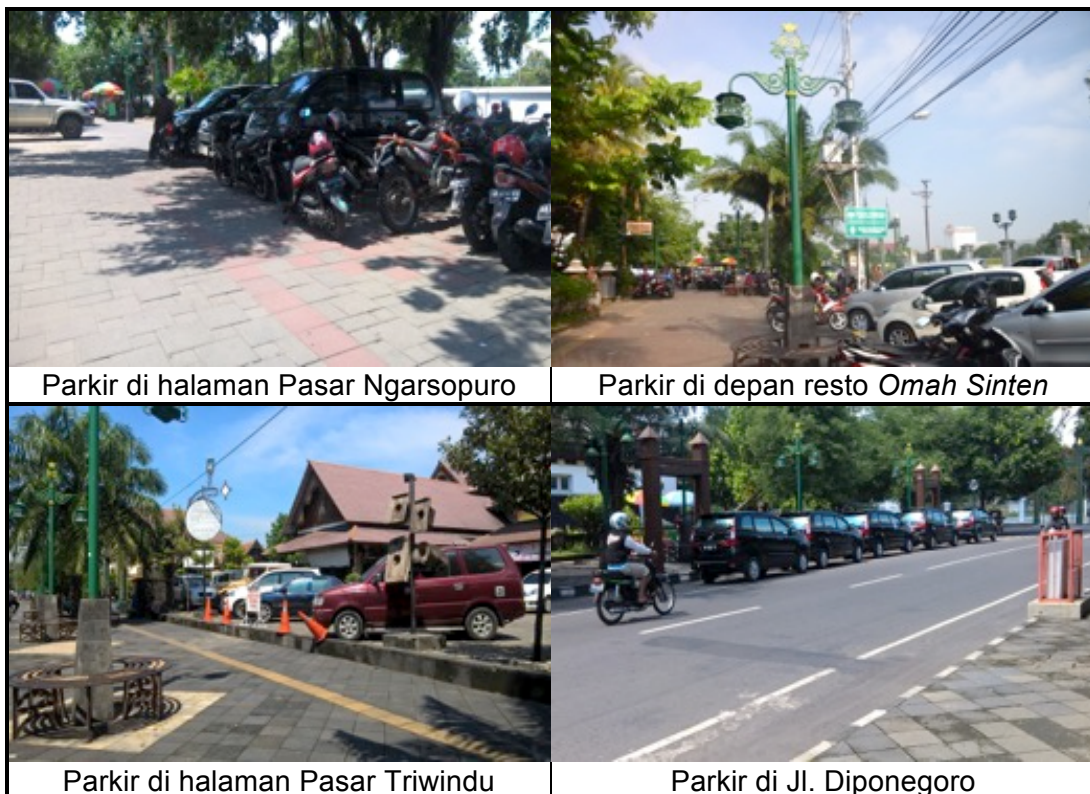 Parkir di halaman Pasar Ngarsopuro
Parkir di depan resto Omah Sinten
Parkir di halaman Pasar Triwindu
Parkir di Jl. Diponegoro